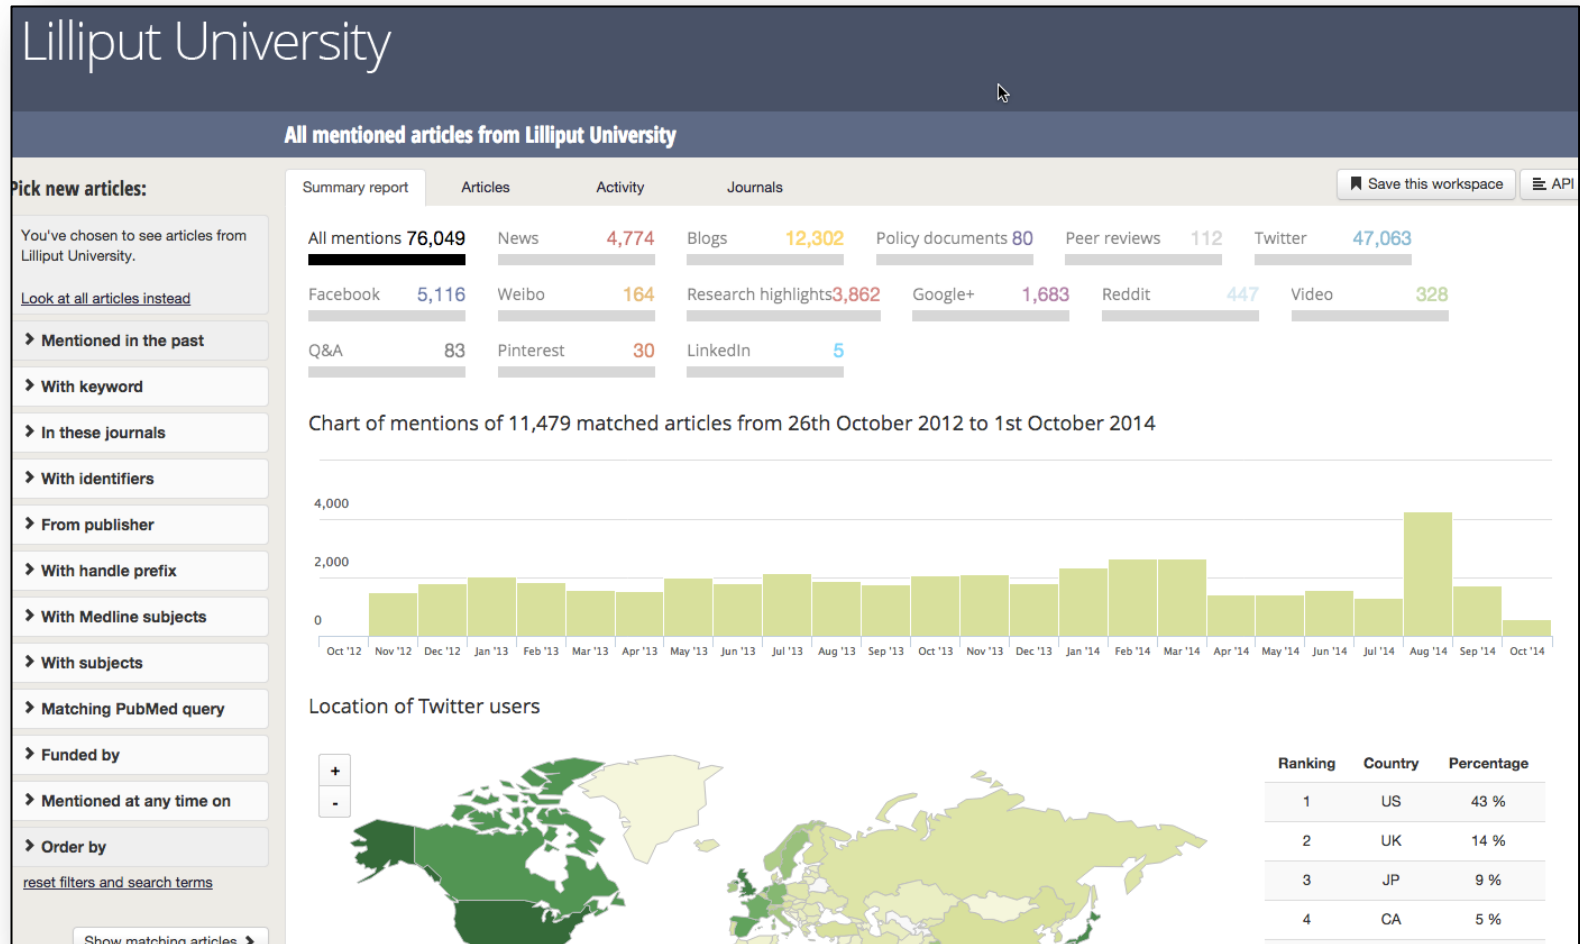 Lilliput University
All mentioned articles from Lilliput University
Pick new articles:
You've chosen to see articles from
Lilliput University.
Look at all articles instead
Mentioned in the past
With keyword
In these journals
With identifiers
From publisher
With handle prefix
With Medline subjects
With subjects
Matching PubMed query
Funded by
Mentioned at any time on
Order by
reset filters and search terms
Show matching articles
Summary report Articles Activity Journals Save this workspace API
All mentions 76,049 News 4,774 Blogs 12,302 Policy documents 80 Peer reviews 112 Twitter 47,063
Facebook 5,116 Weibo 164 Research highlights 3,862 Google+ 1,683 Reddit 447 Video 328
Q&A 83 Pinterest 30 LinkedIn 5
Chart of mentions of 11,479 matched articles from 26th October 2012 to 1st October 2014
4,000
2,000
0
Oct '12 Nov '12 Dec '12 Jan '13 Feb '13 Mar '13 Apr '13 May '13 Jun '13 Jul '13 Aug '13 Sep '13 Oct '13 Nov '13 Dec '13 Jan '14 Feb '14 Mar '14 Apr '14 May '14 Jun '14 Jul '14 Aug '14 Sep '14 Oct '14
Location of Twitter users
+
-
Ranking Country Percentage
1 US 43 %
2 UK 14 %
3 JP 9 %
4 CA 5 %